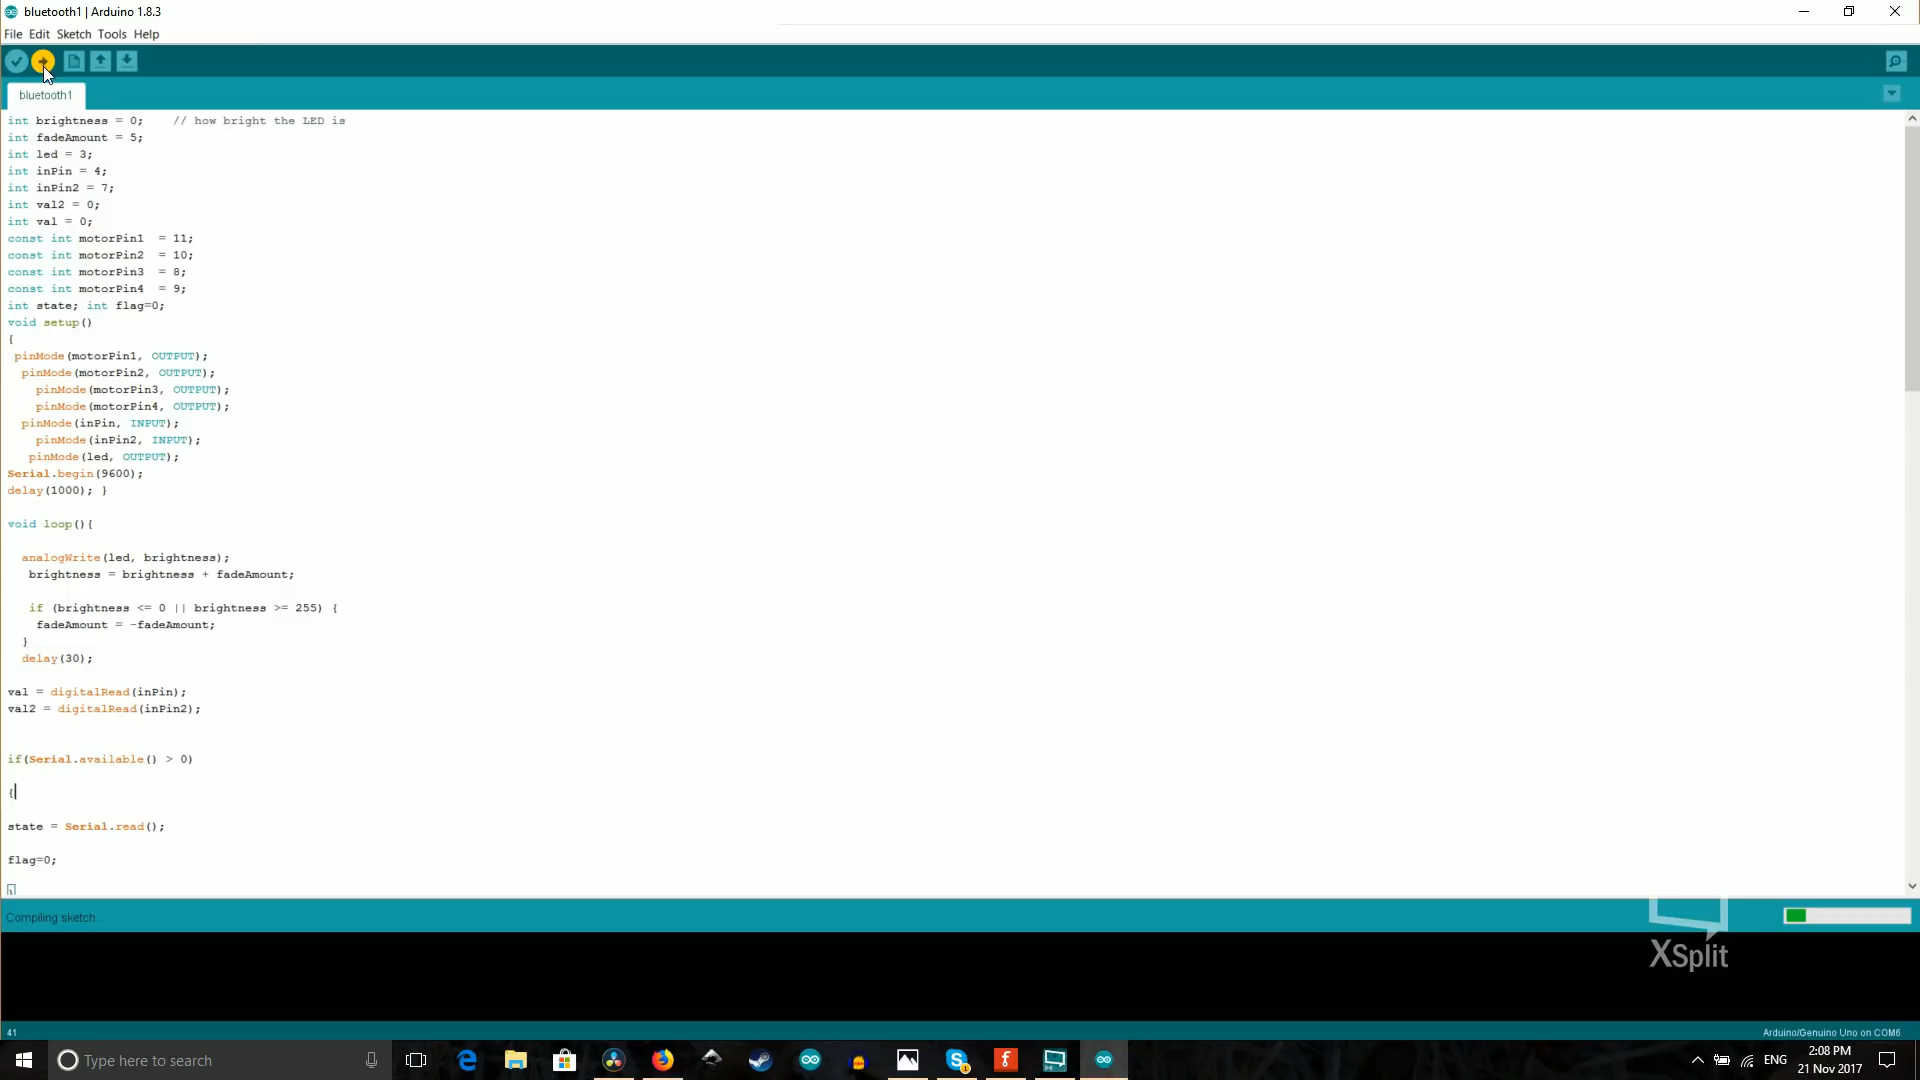 bluetooth1 | Arduino 1.8.3
File Edit Sketch Tools Help
bluetooth1
int brightness = 0;    // how bright the LED is
int fadeAmount = 5;
int led = 3;
int inPin = 4;
int inPin2 = 7;
int val2 = 0;
int val = 0;
const int motorPin1  = 11;
const int motorPin2  = 10;
const int motorPin3  = 8;
const int motorPin4  = 9;
int state; int flag=0;
void setup()
{
 pinMode(motorPin1, OUTPUT);
  pinMode(motorPin2, OUTPUT);
    pinMode(motorPin3, OUTPUT);
    pinMode(motorPin4, OUTPUT);
  pinMode(inPin, INPUT);
    pinMode(inPin2, INPUT);
   pinMode(led, OUTPUT);
Serial.begin(9600);
delay(1000); }
void loop(){
  analogWrite(led, brightness);
   brightness = brightness + fadeAmount;
   if (brightness <= 0 || brightness >= 255) {
    fadeAmount = -fadeAmount;
  }
  delay(30);
val = digitalRead(inPin);
val2 = digitalRead(inPin2);
if(Serial.available() > 0)
{
state = Serial.read();
flag=0;
}
Compiling sketch...
XSplit
41
Arduino/Genuino Uno on COM6
Type here to search
ENG
2:08 PM
21 Nov 2017